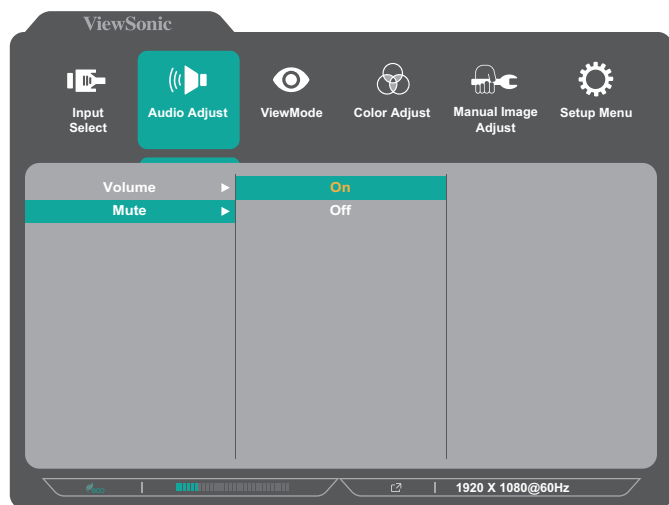 ViewSonic
Input
Select
Audio Adjust
ViewMode
Color Adjust
Manual Image
Adjust
Setup Menu
Volume
On
Mute
Off
eco
1920 X 1080@60Hz